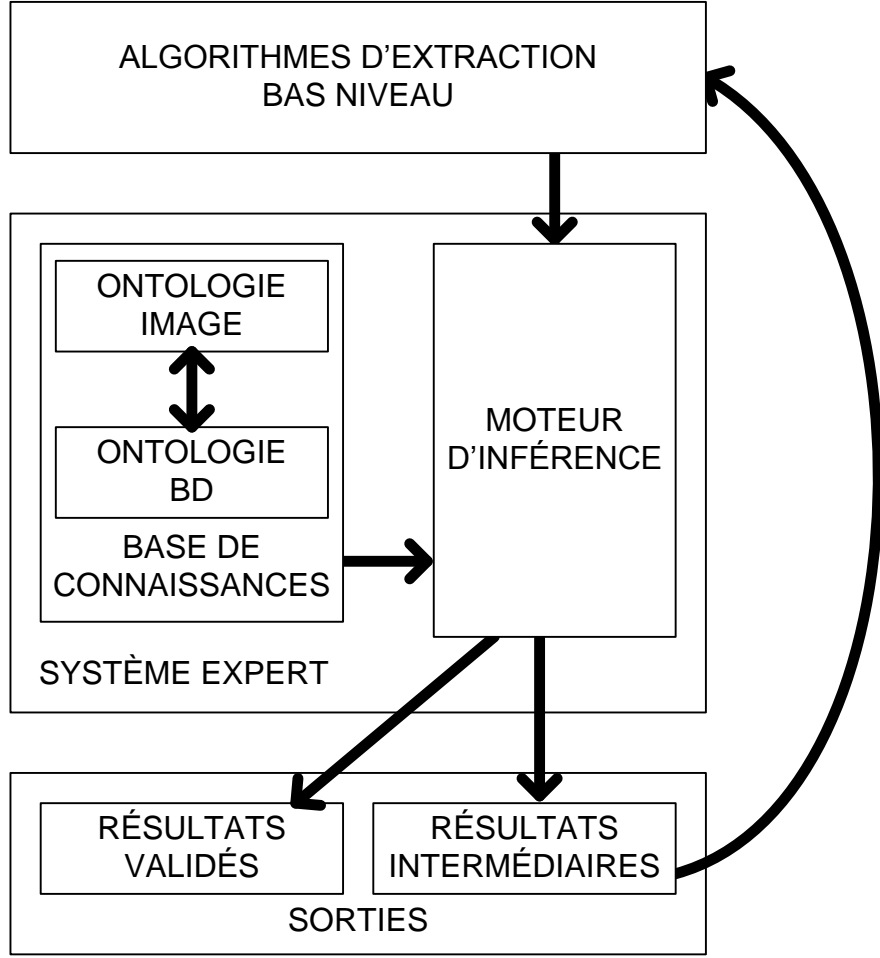 ALGORITHMES D'EXTRACTION
BAS NIVEAU
ONTOLOGIE
IMAGE
ONTOLOGIE
BD
BASE DE
CONNAISSANCES
MOTEUR
D'INFÉRENCE
SYSTÈME EXPERT
RÉSULTATS
VALIDÉS
RÉSULTATS
INTERMÉDIAIRES
SORTIES